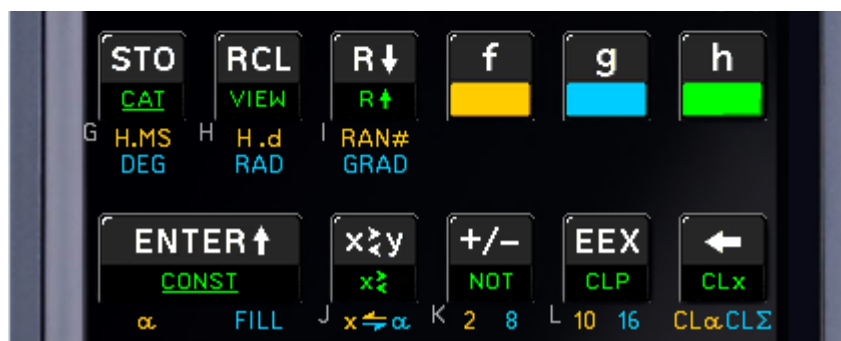 STO RCL R↓ f g h
CAT VIEW R↑
G H.MS H H.d I RAN#
DEG RAD GRAD
ENTER↑ x≷y +/- EEX ←
CONST x≷ NOT CLP CLx
α FILL J x⇆α K 2 8 L 10 16 CLα CLΣ